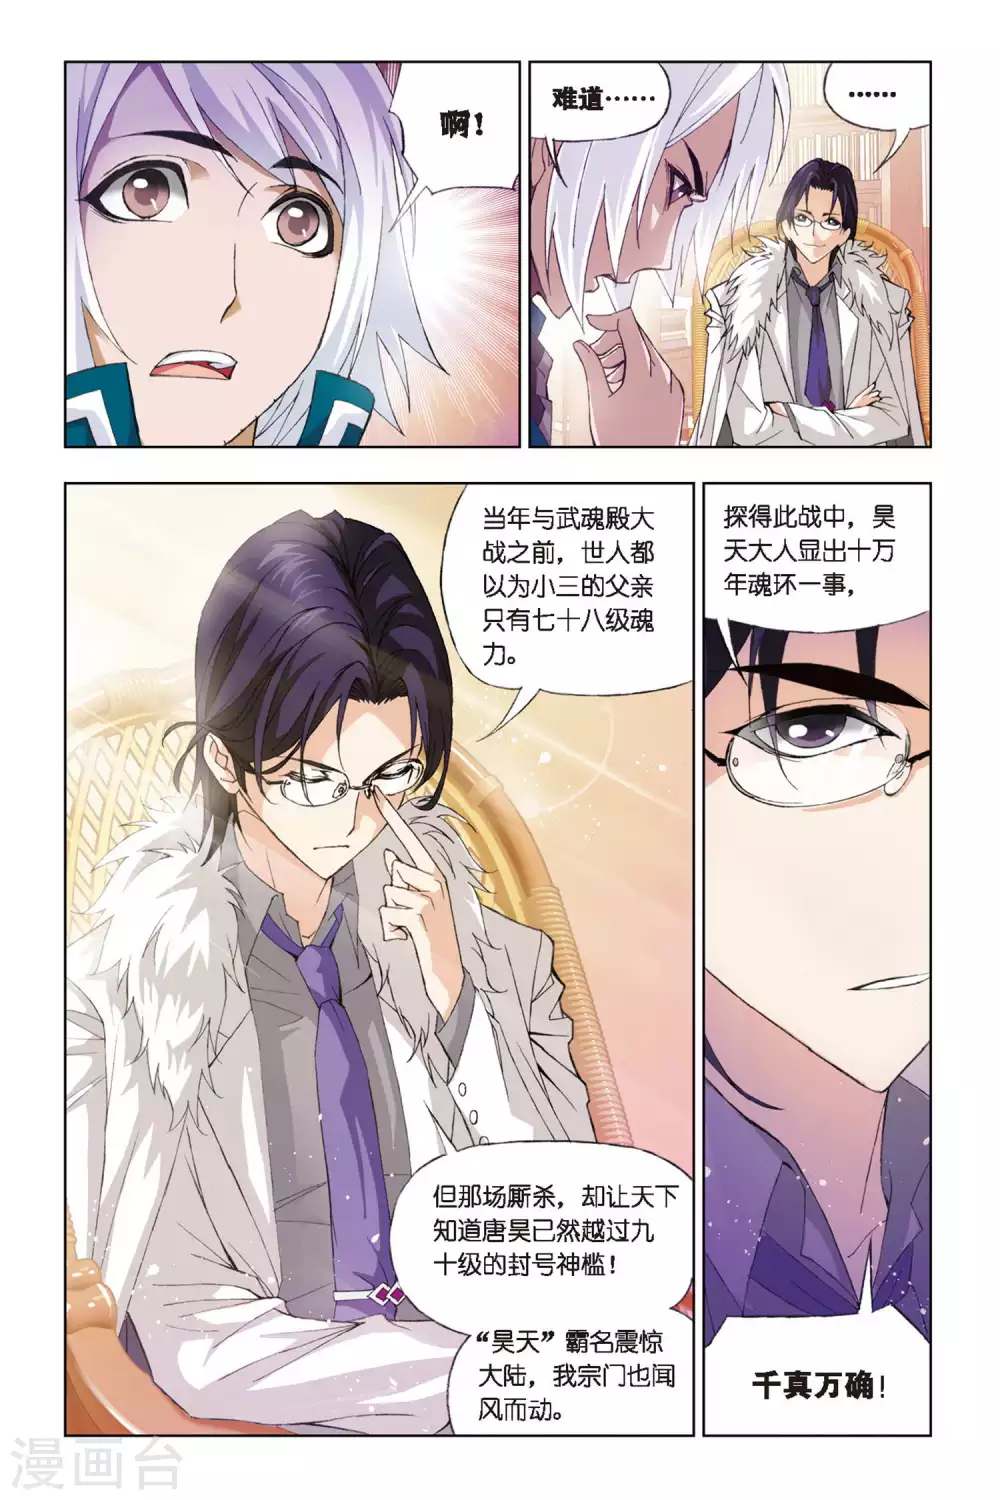 啊！
难道……
……
当年与武魂殿大
战之前，世人都
以为小三的父亲
只有七十八级魂
力。
但那场厮杀，却让天下
知道唐昊已然越过九
十级的封号神槛！
“昊天”霸名震惊
大陆，我宗门也闻
风而动。
探得此战中，昊
天大人显出十万
年魂环一事，
千真万确！
漫画台